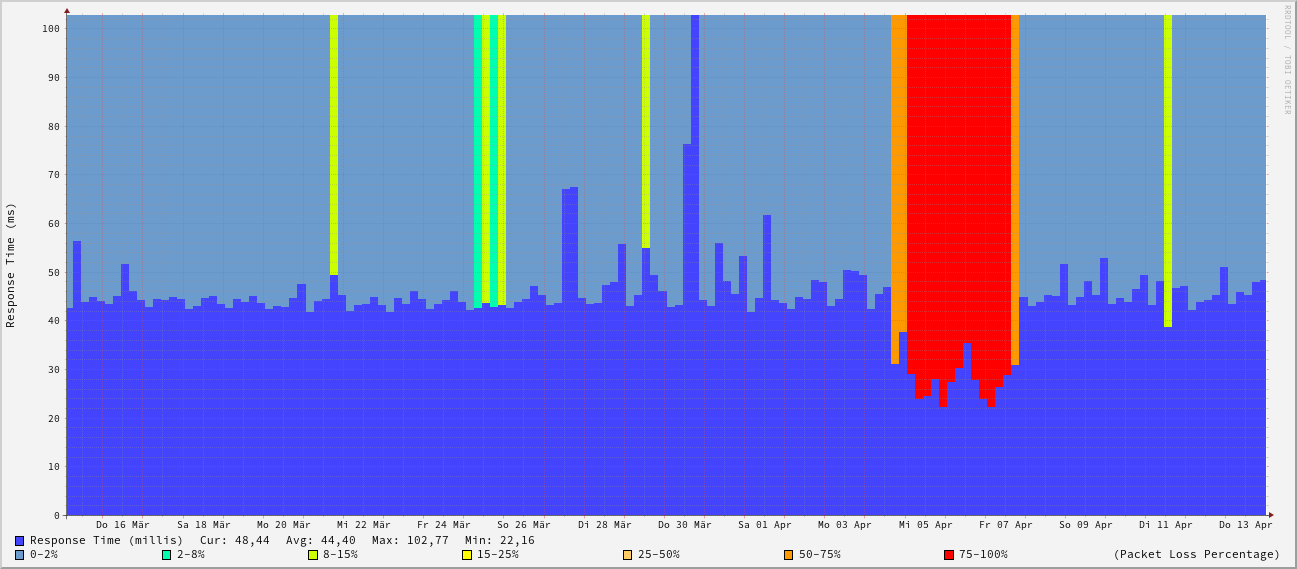 RRDTOOL / TOBI OETIKER
Response Time (ms)
100
90
80
70
60
50
40
30
20
10
0
Do 16 Mär Sa 18 Mär Mo 20 Mär Mi 22 Mär Fr 24 Mär So 26 Mär Di 28 Mär Do 30 Mär Sa 01 Apr Mo 03 Apr Mi 05 Apr Fr 07 Apr So 09 Apr Di 11 Apr Do 13 Apr
Response Time (millis) Cur: 48,44 Avg: 44,40 Max: 102,77 Min: 22,16
0-2% 2-8% 8-15% 15-25% 25-50% 50-75% 75-100% (Packet Loss Percentage)